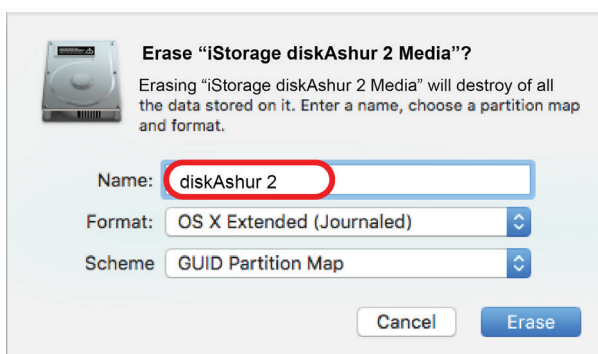 Erase “iStorage diskAshur 2 Media”?
Erasing “iStorage diskAshur 2 Media” will destroy of all
the data stored on it. Enter a name, choose a partition map
and format.
Name: diskAshur 2
Format: OS X Extended (Journaled)
Scheme GUID Partition Map
Cancel Erase